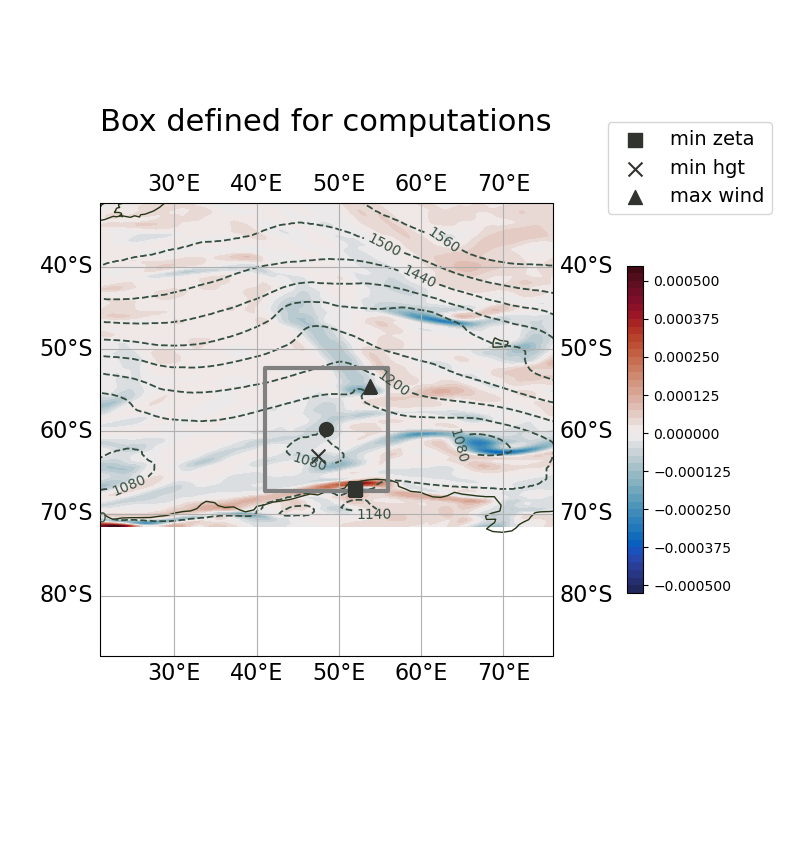 Box defined for computations
min zeta
min hgt
max wind
30°E 40°E 50°E 60°E 70°E
1560
1500
1440
40°S 40°S
50°S 50°S
1200
60°S 60°S
1080
1080
1080
70°S 70°S
1140
80°S 80°S
30°E 40°E 50°E 60°E 70°E
0.000500
0.000375
0.000250
0.000125
0.000000
−0.000125
−0.000250
−0.000375
−0.000500